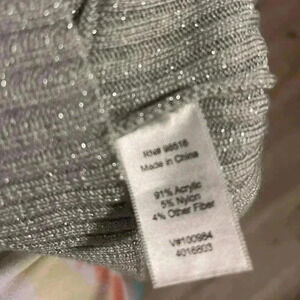 RN# 96518
Made in China
91% Acrylic
5% Nylon
4% Other Fiber
V#100984
4016803